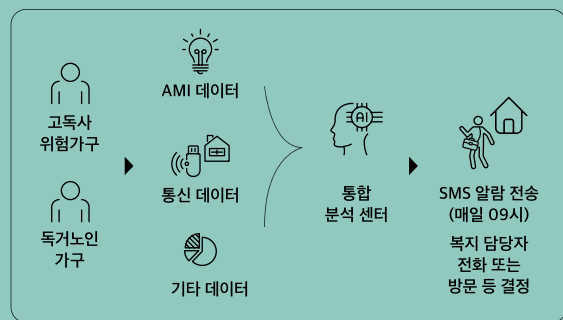 고독사
위험가구
독거노인
가구
AMI 데이터
통신 데이터
기타 데이터
AI
통합
분석 센터
SMS 알람 전송
(매일 09시)
복지 담당자
전화 또는
방문 등 결정